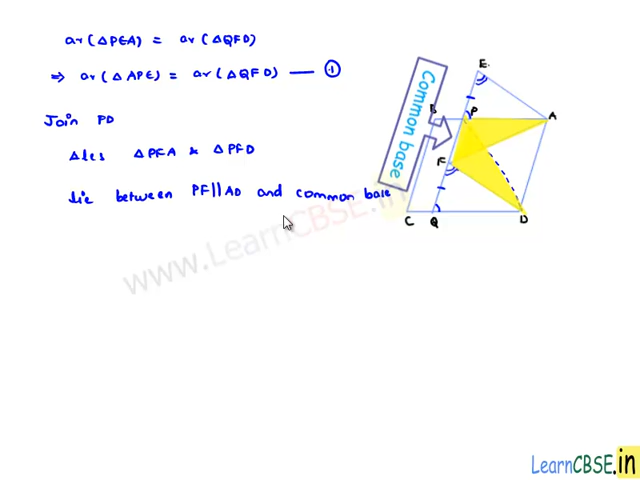 ar(ΔPEA) = ar(ΔQFD)
⇒ ar(ΔAPE) = ar(ΔQFD) —— ①
Join PD
Δles ΔPFA & ΔPFD
lie between PF||AD and common base
E
B
P
A
F
C
Q
D
Common base
www.LearnCBSE.in
LearnCBSE.in